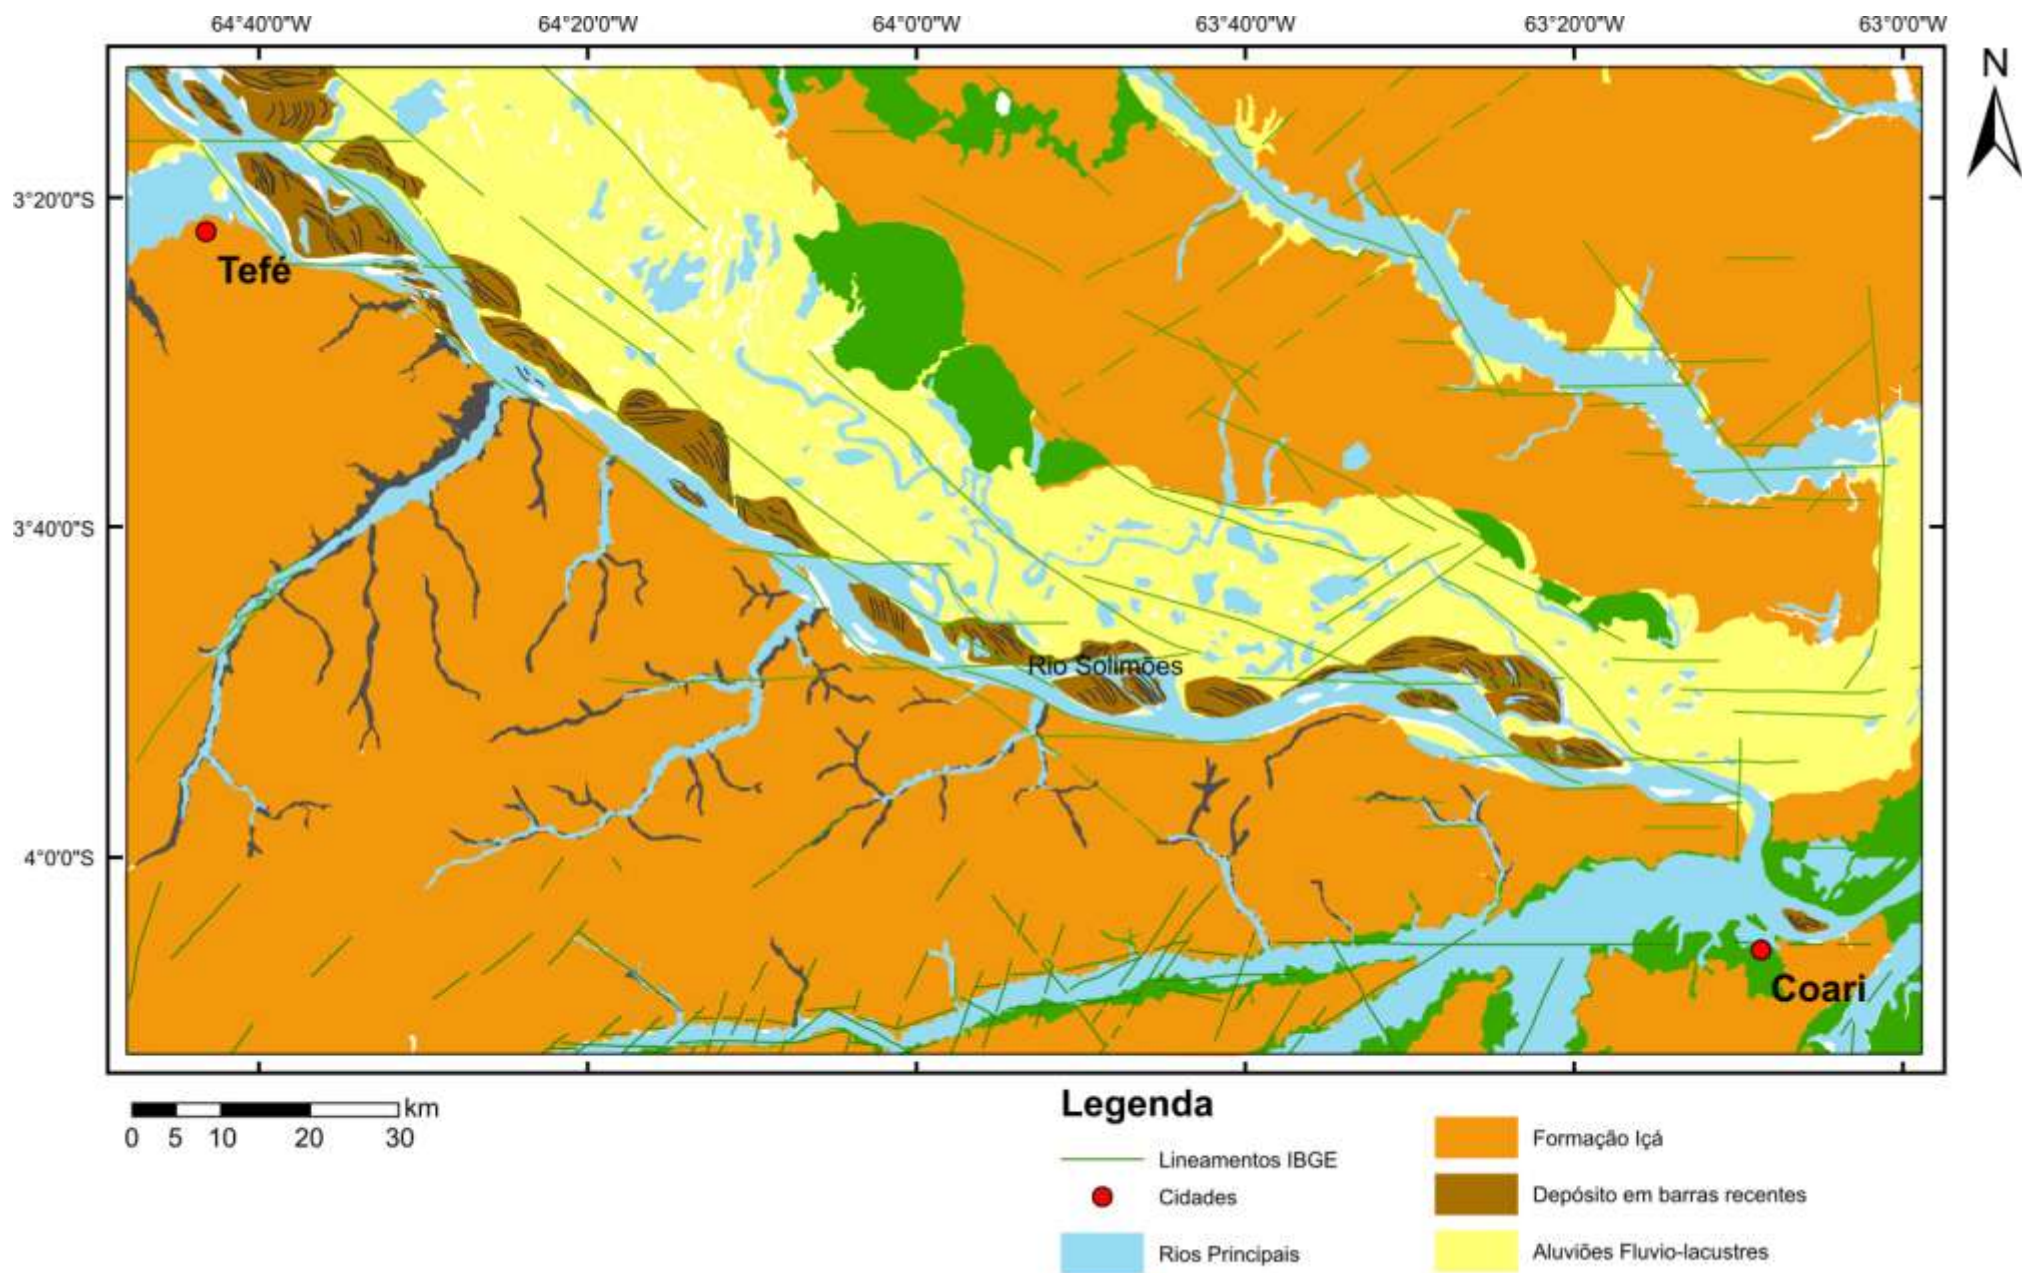 64°40'0"W 64°20'0"W 64°0'0"W 63°40'0"W 63°20'0"W 63°0'0"W
N
3°20'0"S
Tefé
3°40'0"S
Rio Solimões
4°0'0"S
Coari
km
0 5 10 20 30
Legenda
Lineamentos IBGE
Cidades
Rios Principais
Formação Içá
Depósito em barras recentes
Aluviões Fluvio-lacustres